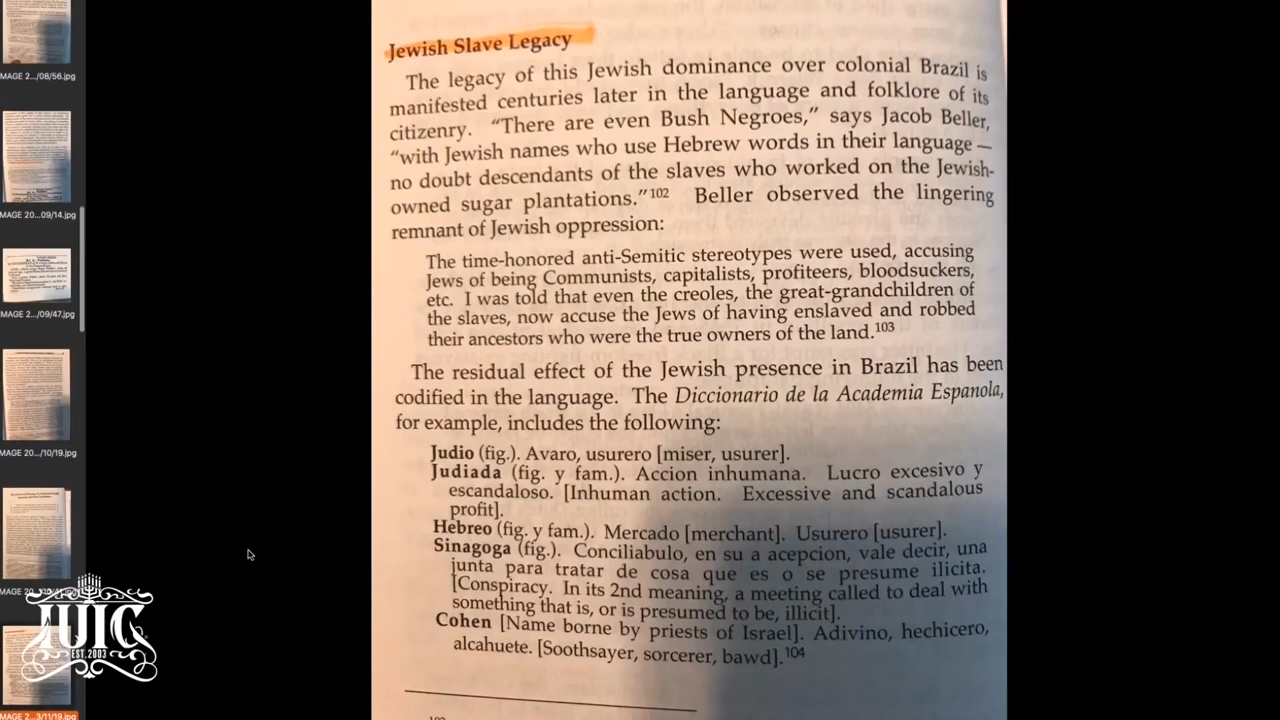 MAGE 2.../08/56.jpg
MAGE 20...09/14.jpg
MAGE 2.../09/47.jpg
MAGE 20.../10/19.jpg
MAGE 2...3/11/19.jpg
IUIC
EST.2003
Jewish Slave Legacy
The legacy of this Jewish dominance over colonial Brazil is
manifested centuries later in the language and folklore of its
citizenry. "There are even Bush Negroes," says Jacob Beller,
"with Jewish names who use Hebrew words in their language—
no doubt descendants of the slaves who worked on the Jewish-
owned sugar plantations."102 Beller observed the lingering
remnant of Jewish oppression:
The time-honored anti-Semitic stereotypes were used, accusing
Jews of being Communists, capitalists, profiteers, bloodsuckers,
etc. I was told that even the creoles, the great-grandchildren of
the slaves, now accuse the Jews of having enslaved and robbed
their ancestors who were the true owners of the land.103
The residual effect of the Jewish presence in Brazil has been
codified in the language. The Diccionario de la Academia Espanola,
for example, includes the following:
Judio (fig.). Avaro, usurero [miser, usurer].
Judiada (fig. y fam.). Accion inhumana. Lucro excesivo y
escandaloso. [Inhuman action. Excessive and scandalous
profit].
Hebreo (fig. y fam.). Mercado [merchant]. Usurero [usurer].
Sinagoga (fig.). Conciliabulo, en su a acepcion, vale decir, una
junta para tratar de cosa que es o se presume ilicita.
[Conspiracy. In its 2nd meaning, a meeting called to deal with
something that is, or is presumed to be, illicit].
Cohen [Name borne by priests of Israel]. Adivino, hechicero,
alcahuete. [Soothsayer, sorcerer, bawd].104